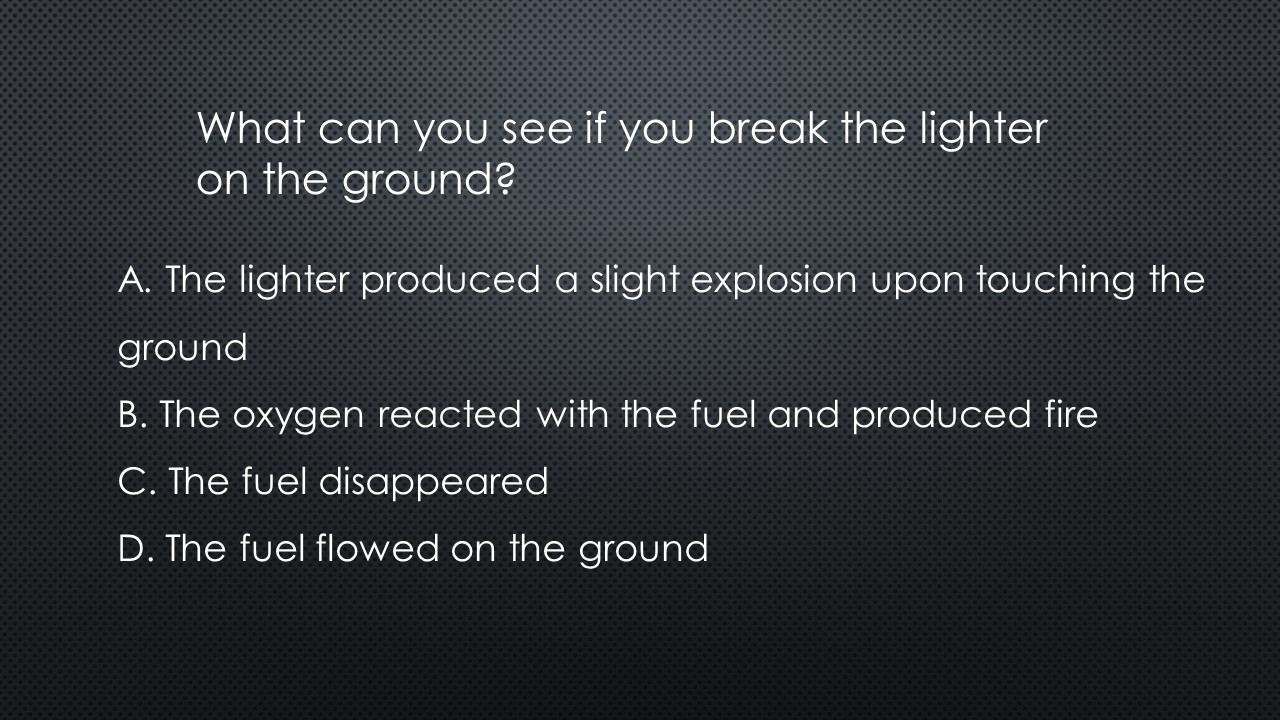 What can you see if you break the lighter
on the ground?
A. The lighter produced a slight explosion upon touching the
ground
B. The oxygen reacted with the fuel and produced fire
C. The fuel disappeared
D. The fuel flowed on the ground